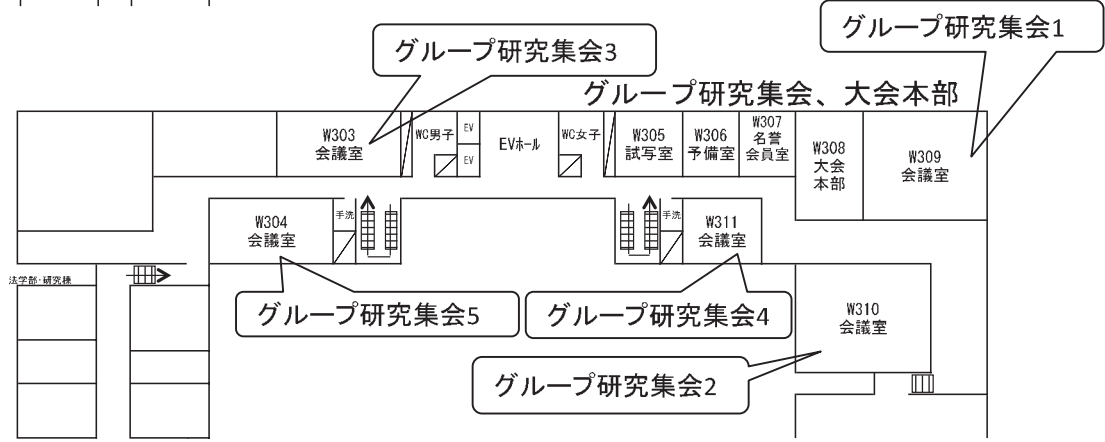 グループ研究集会1
グループ研究集会3
グループ研究集会、大会本部
W303
会議室
WC男子
EV
EV
EVホール
WC女子
W305
試写室
W306
予備室
W307
名誉
会員室
W308
大会
本部
W309
会議室
W304
会議室
手洗
手洗
W311
会議室
法学部・研究棟
グループ研究集会5
グループ研究集会4
W310
会議室
グループ研究集会2